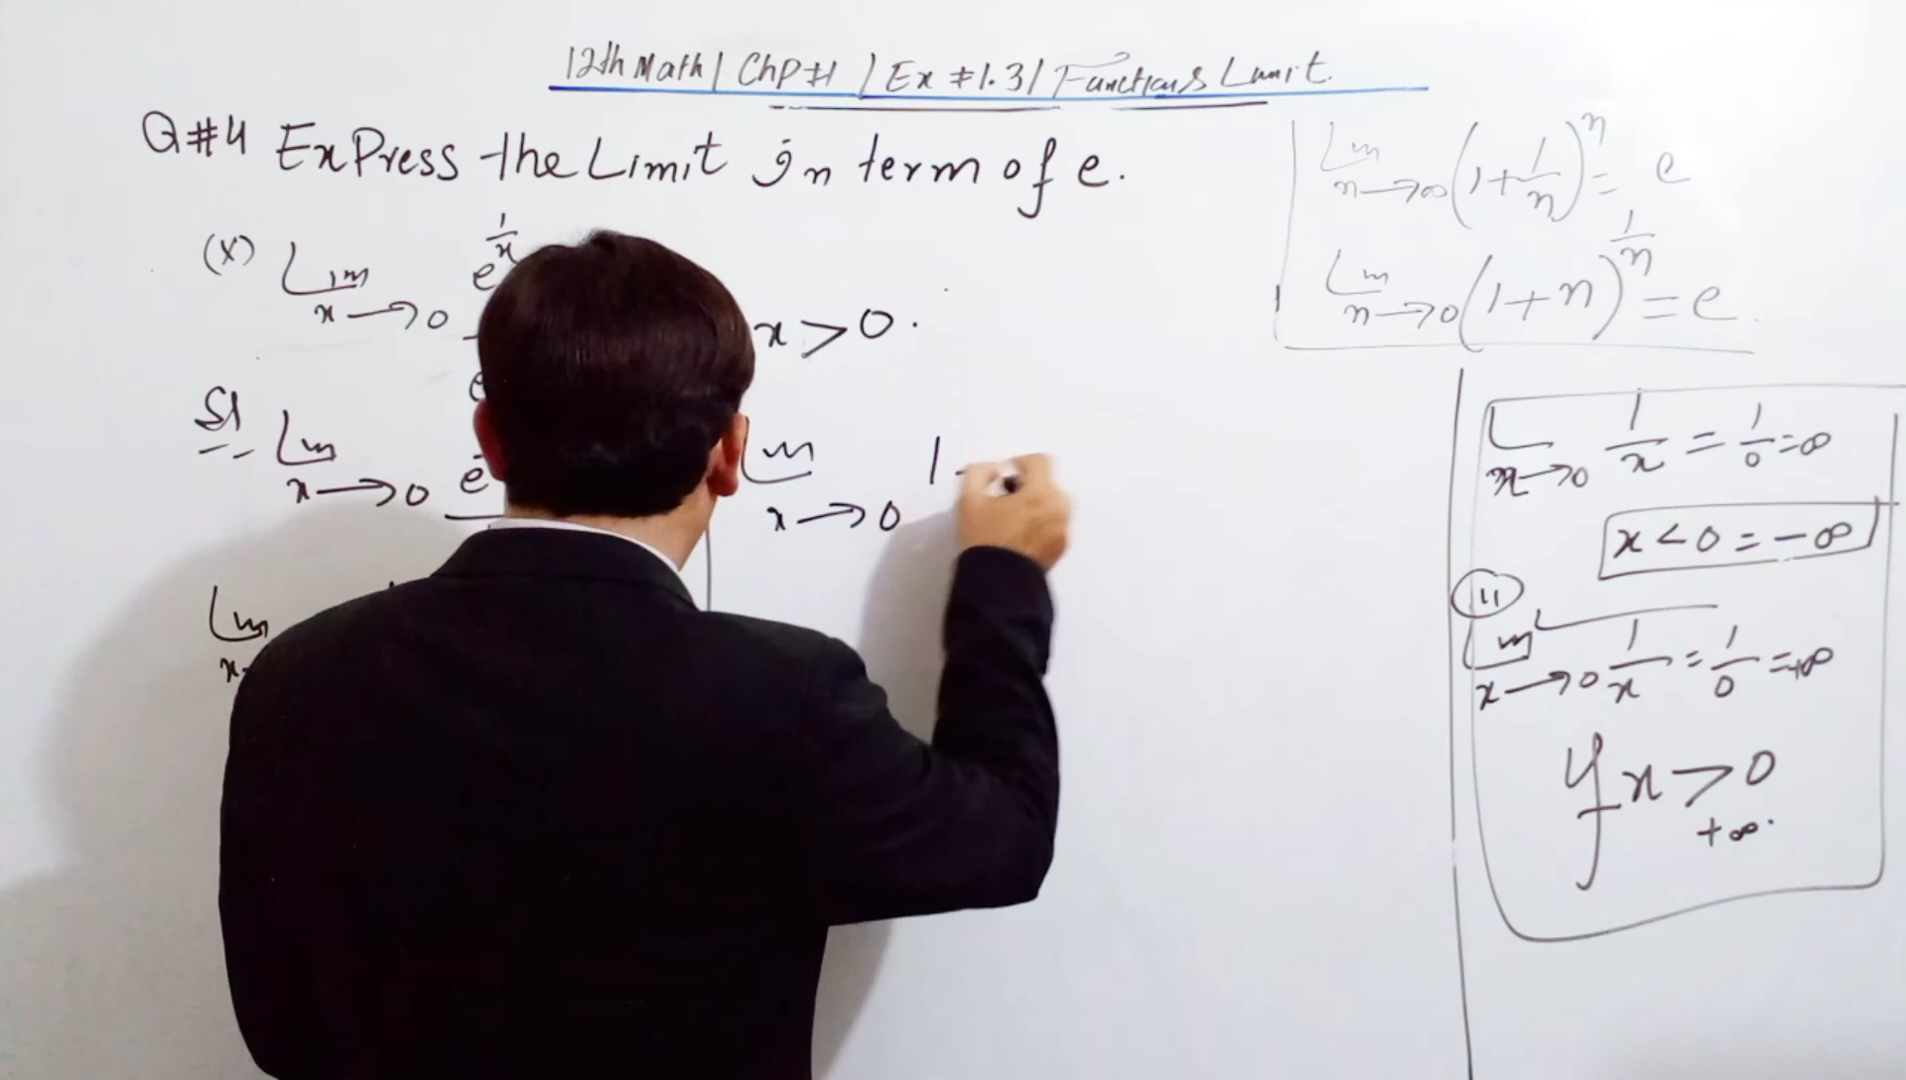 12th Math / Chp #1 / Ex #1.3 / Functions Limit.
Q#4 ExPress the Limit in term of e.
(x) Lim x→0 e^{1/x}
x > 0.
Sl Lim x→0 e
Lim x→0 1-
Lim x
Lim n→∞ (1+1/n)^n = e
Lim n→0 (1+n)^{1/n} = e.
L x→0 1/x = 1/0 = ∞
x < 0 = -∞
11
Lim x→0 1/x = 1/0 = +∞
if x > 0
+∞.